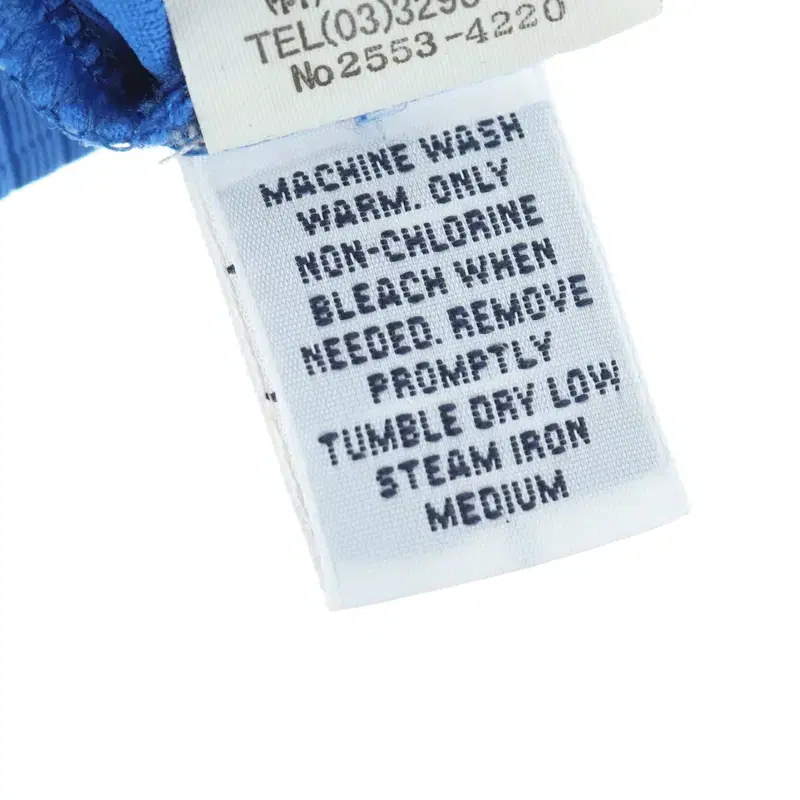 TEL(03)3290
No2553-4220
MACHINE WASH
WARM. ONLY
NON-CHLORINE
BLEACH WHEN
NEEDED. REMOVE
PROMPTLY
TUMBLE DRY LOW
STEAM IRON
MEDIUM